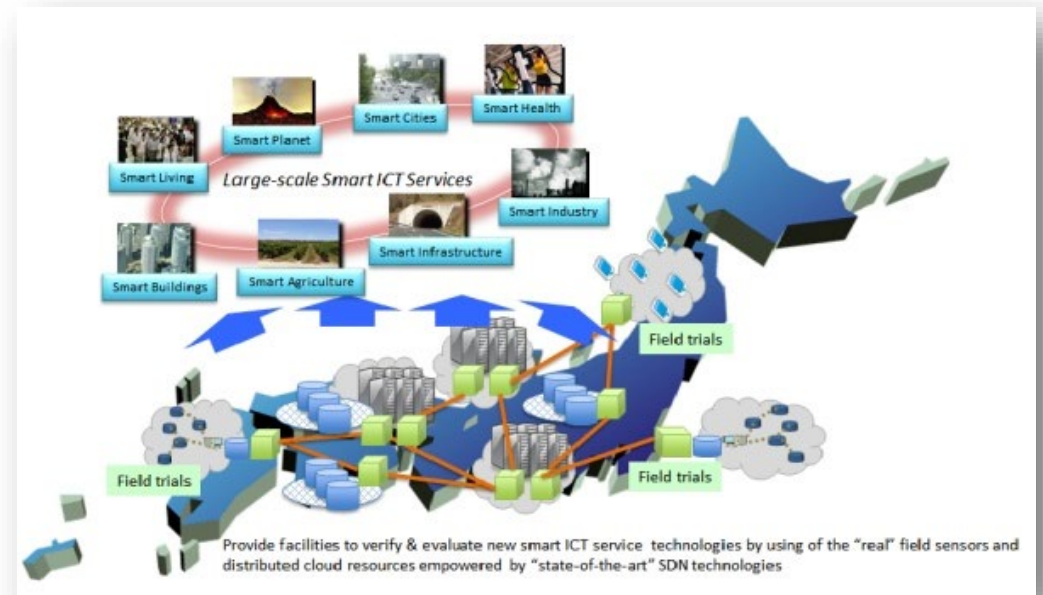 Smart Health
Smart Cities
Smart Planet
Smart Living
Large-scale Smart ICT Services
Smart Industry
Smart Infrastructure
Smart Agriculture
Smart Buildings
Field trials
Field trials
Field trials
Provide facilities to verify & evaluate new smart ICT service technologies by using of the “real” field sensors and
distributed cloud resources empowered by “state-of-the-art” SDN technologies